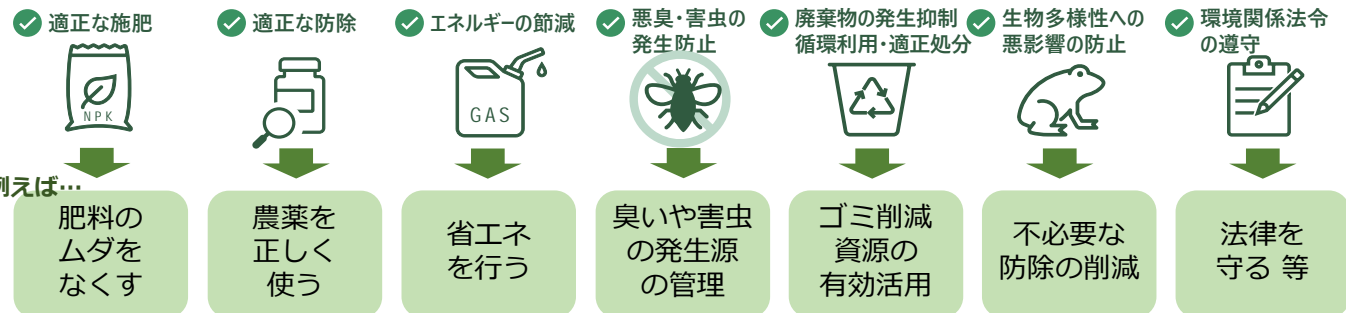 適正な施肥
適正な防除
エネルギーの節減
悪臭・害虫の
発生防止
廃棄物の発生抑制
循環利用・適正処分
生物多様性への
悪影響の防止
環境関係法令
の遵守
NPK
GAS
例えば…
肥料の
ムダを
なくす
農薬を
正しく
使う
省エネ
を行う
臭いや害虫
の発生源
の管理
ゴミ削減
資源の
有効活用
不必要な
防除の削減
法律を
守る 等